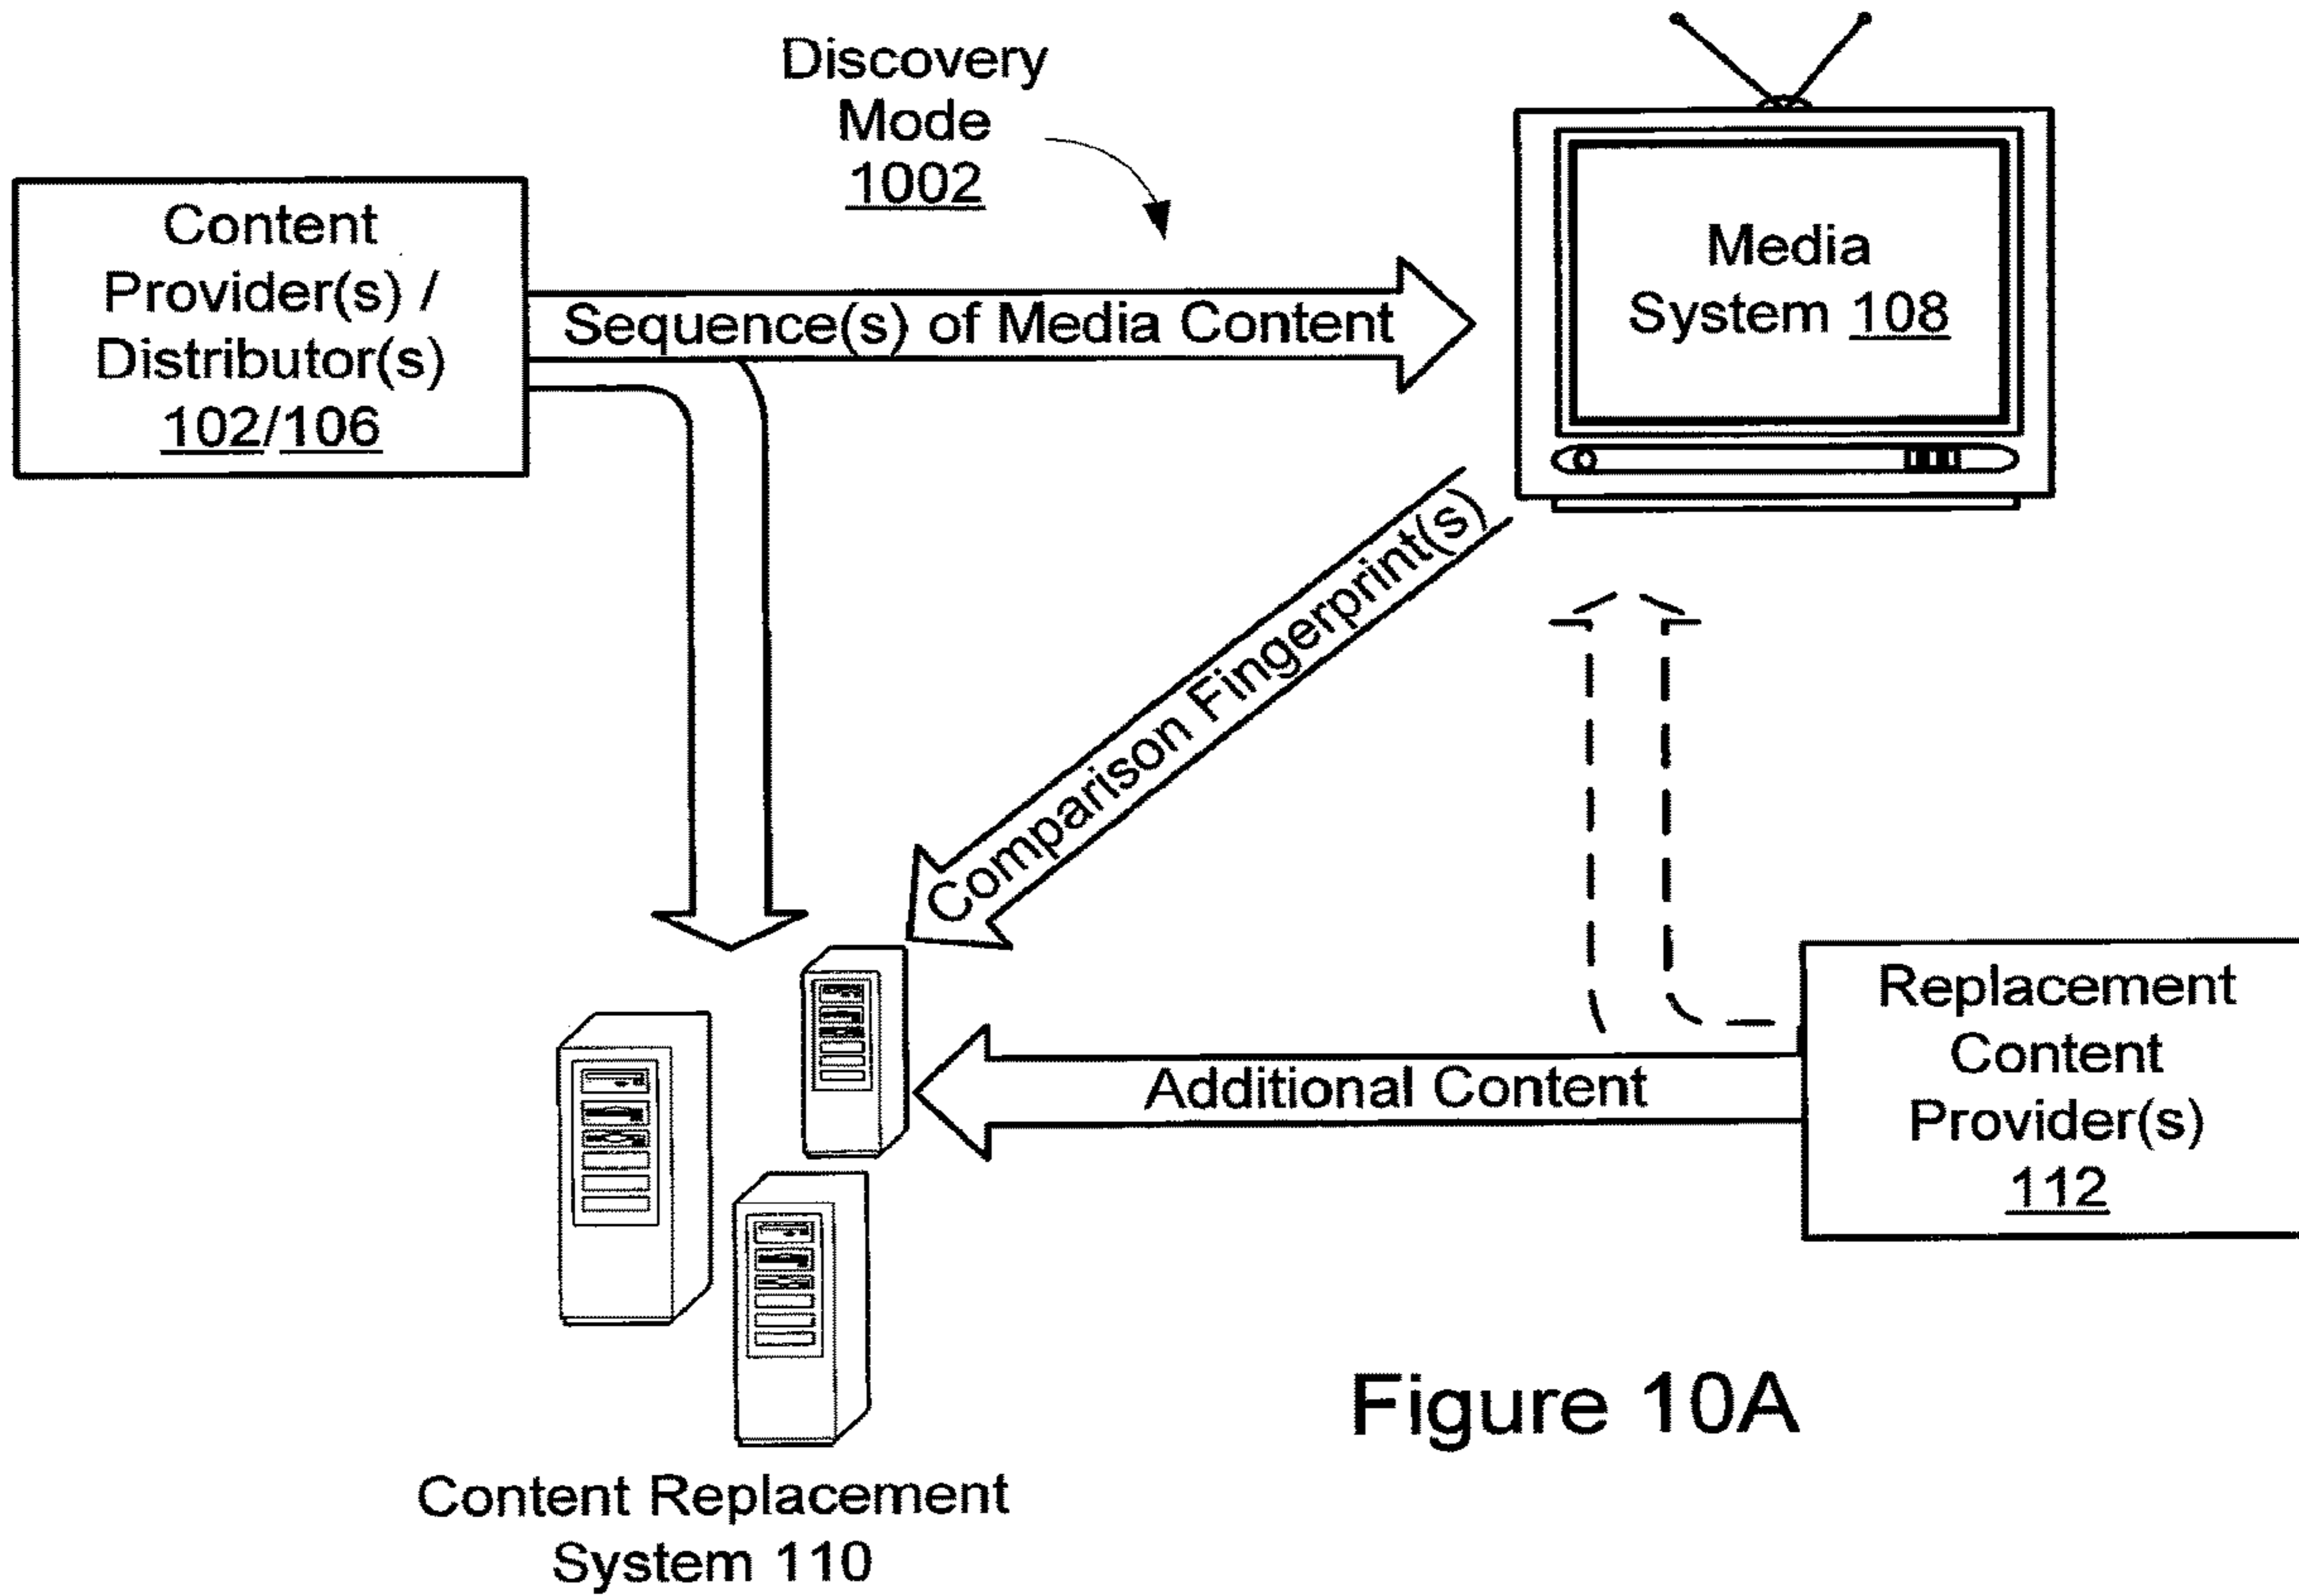 Discovery
Mode
1002
Content
Provider(s) /
Distributor(s)
102/106
Sequence(s) of Media Content
Media
System 108
Comparison Fingerprint(s)
Additional Content
Replacement
Content
Provider(s)
112
Content Replacement
System 110
Figure 10A